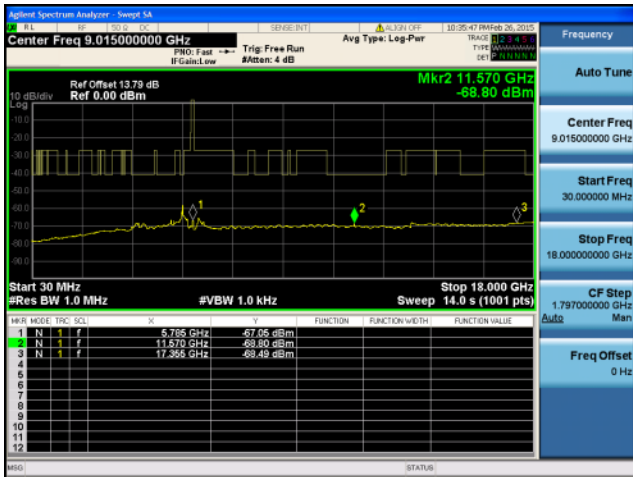 Agilent Spectrum Analyzer - Swept SA
RL RF 50 Ω DC SENSE:INT ALIGN OFF 10:35:47 PM Feb 26, 2015
Center Freq 9.015000000 GHz
PNO: Fast
IFGain:Low
Trig: Free Run
#Atten: 4 dB
Avg Type: Log-Pwr
TRACE 1 2 3 4 5 6
TYPE
DET P N N N N N
Ref Offset 13.79 dB
Ref 0.00 dBm
10 dB/div
Log
Mkr2 11.570 GHz
-68.80 dBm
-10.0
-20.0
-30.0
-40.0
-50.0
-60.0
-70.0
-80.0
-90.0
1
2
3
Start 30 MHz
#Res BW 1.0 MHz
#VBW 1.0 kHz
Stop 18.000 GHz
Sweep 14.0 s (1001 pts)
MKR MODE TRC SCL X Y FUNCTION FUNCTION WIDTH FUNCTION VALUE
1 N 1 f 5.785 GHz -67.05 dBm
2 N 1 f 11.570 GHz -68.80 dBm
3 N 1 f 17.355 GHz -68.49 dBm
4
5
6
7
8
9
10
11
12
MSG STATUS
Frequency
Auto Tune
Center Freq
9.015000000 GHz
Start Freq
30.000000 MHz
Stop Freq
18.000000000 GHz
CF Step
1.797000000 GHz
Auto Man
Freq Offset
0 Hz